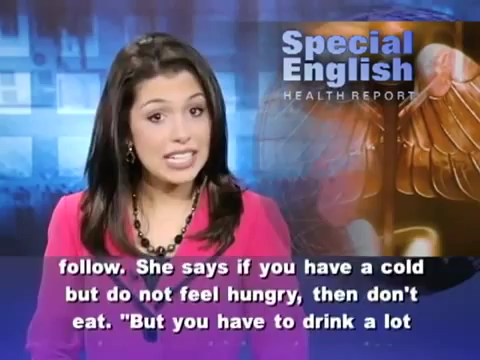 Special
English
HEALTH REPORT
follow. She says if you have a cold
but do not feel hungry, then don't
eat. "But you have to drink a lot